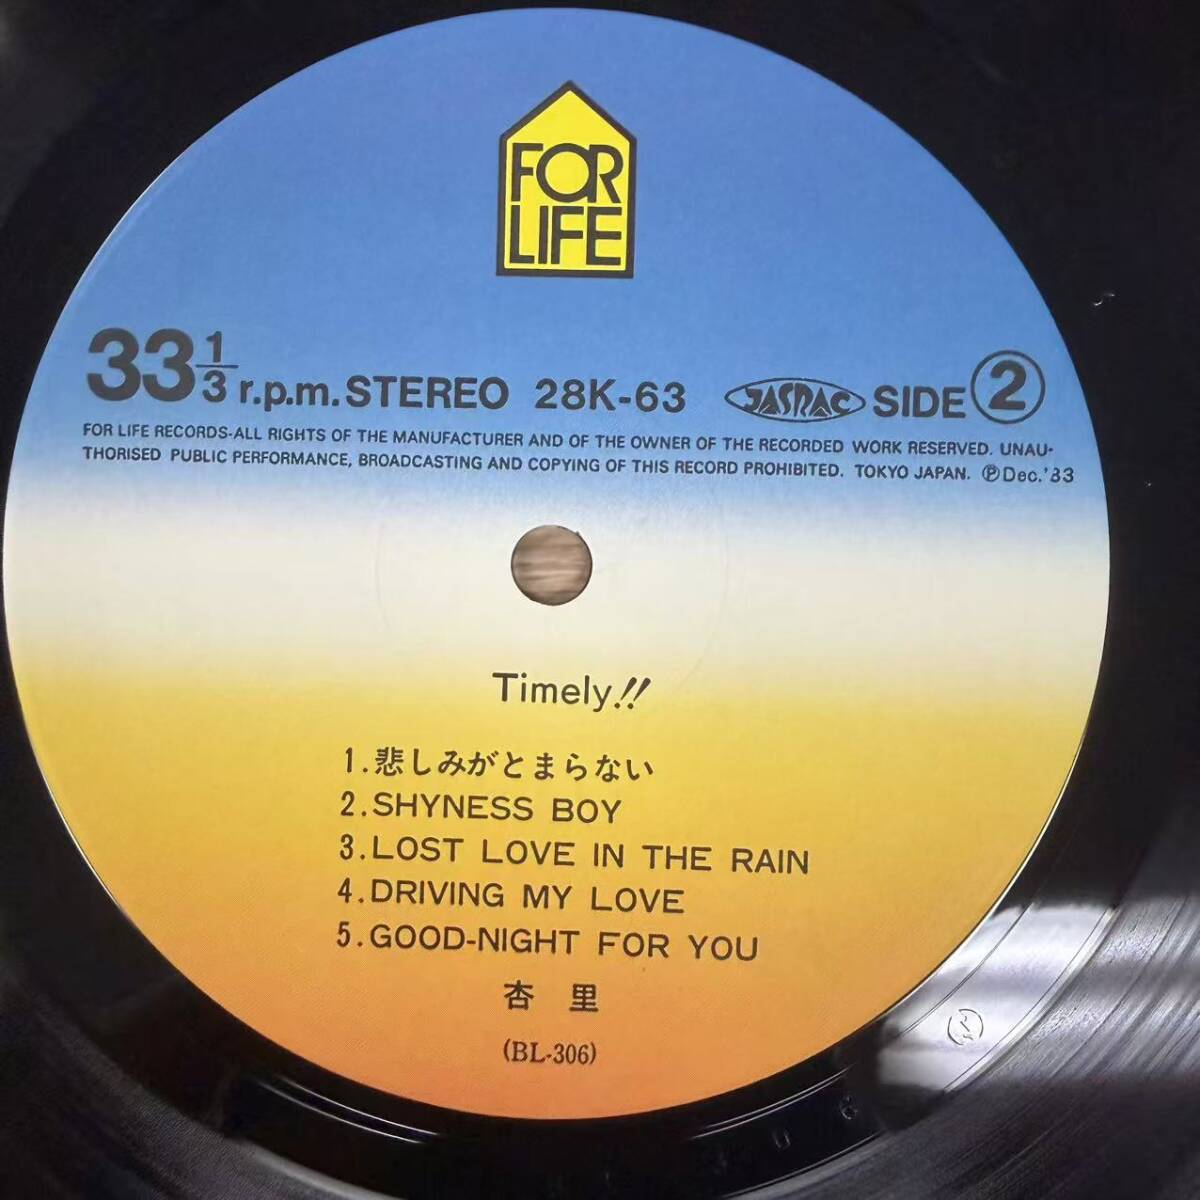 FOR
LIFE
33 1/3 r.p.m. STEREO 28K-63 JASRAC SIDE 2
FOR LIFE RECORDS-ALL RIGHTS OF THE MANUFACTURER AND OF THE OWNER OF THE RECORDED WORK RESERVED. UNAU-
THORISED PUBLIC PERFORMANCE, BROADCASTING AND COPYING OF THIS RECORD PROHIBITED. TOKYO JAPAN. ℗Dec.'83
Timely!!
1.悲しみがとまらない
2.SHYNESS BOY
3.LOST LOVE IN THE RAIN
4.DRIVING MY LOVE
5.GOOD-NIGHT FOR YOU
杏 里
(BL-306)